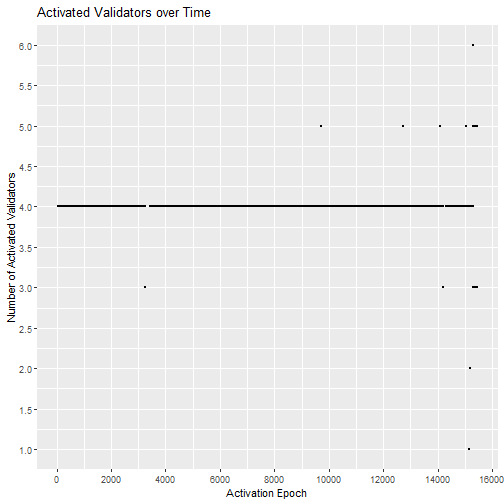 Activated Validators over Time
Number of Activated Validators
6.0
5.5
5.0
4.5
4.0
3.5
3.0
2.5
2.0
1.5
1.0
0 2000 4000 6000 8000 10000 12000 14000 16000
Activation Epoch